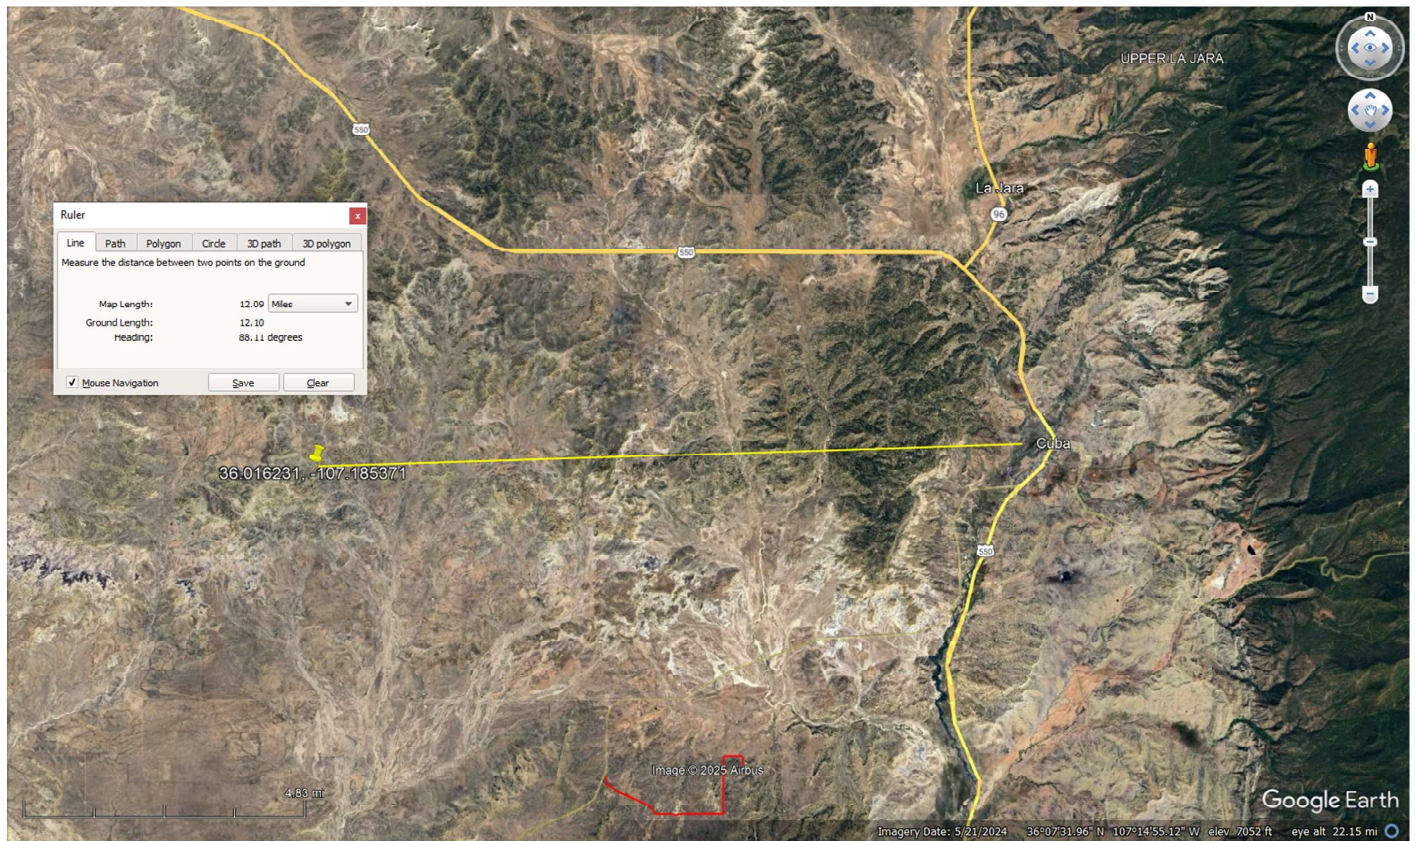 N
UPPER LA JARA
550
La Jara
96
550
Ruler
x
Line Path Polygon Circle 3D path 3D polygon
Measure the distance between two points on the ground
Map Length: 12.09 Miles
Ground Length: 12.10
Heading: 88.11 degrees
Mouse Navigation Save Clear
Cuba
36.016231, -107.185371
550
Image © 2025 Airbus
4.83 mi
Google Earth
Imagery Date: 5/21/2024 36°07'31.96" N 107°14'55.12" W elev 7052 ft eye alt 22.15 mi